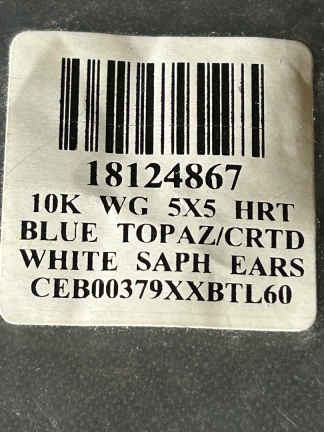 18124867
10K WG 5X5 HRT
BLUE TOPAZ/CRTD
WHITE SAPH EARS
CEB00379XXBTL60